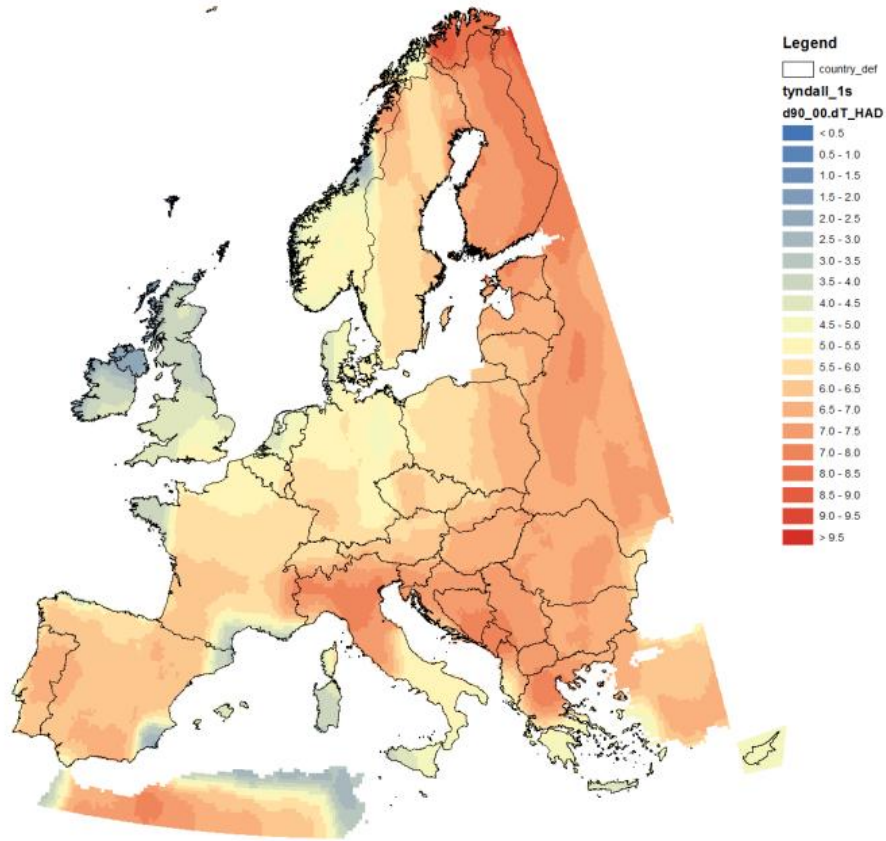 Legend
country_def
tyndall_1s
d90_00.dT_HAD
< 0.5
0.5 - 1.0
1.0 - 1.5
1.5 - 2.0
2.0 - 2.5
2.5 - 3.0
3.0 - 3.5
3.5 - 4.0
4.0 - 4.5
4.5 - 5.0
5.0 - 5.5
5.5 - 6.0
6.0 - 6.5
6.5 - 7.0
7.0 - 7.5
7.0 - 8.0
8.0 - 8.5
8.5 - 9.0
9.0 - 9.5
> 9.5